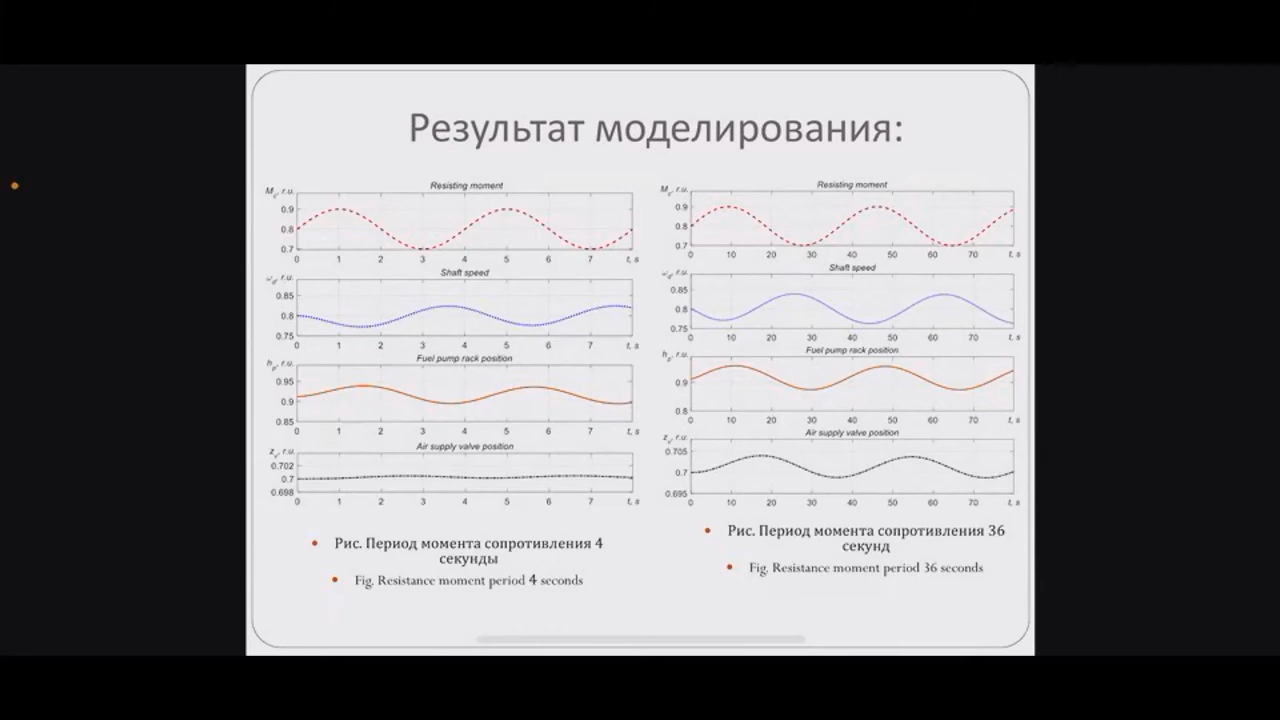 Результат моделирования:
Resisting moment
M_c, r.u.
0.9
0.8
0.7
0 1 2 3 4 5 6 7 t, s
Shaft speed
ω_d, r.u.
0.85
0.8
0.75
0 1 2 3 4 5 6 7 t, s
Fuel pump rack position
h_p, r.u.
0.95
0.9
0.85
0 1 2 3 4 5 6 7 t, s
Air supply valve position
z_v, r.u.
0.702
0.7
0.698
0 1 2 3 4 5 6 7 t, s
Рис. Период момента сопротивления 4
секунды
Fig. Resistance moment period 4 seconds
Resisting moment
M_c, r.u.
0.9
0.8
0.7
0 10 20 30 40 50 60 70 t, s
Shaft speed
ω_d, r.u.
0.85
0.8
0.75
0 10 20 30 40 50 60 70 t, s
Fuel pump rack position
h_p, r.u.
0.9
0.8
0 10 20 30 40 50 60 70 t, s
Air supply valve position
z_v, r.u.
0.705
0.7
0.695
0 10 20 30 40 50 60 70 t, s
Рис. Период момента сопротивления 36
секунд
Fig. Resistance moment period 36 seconds